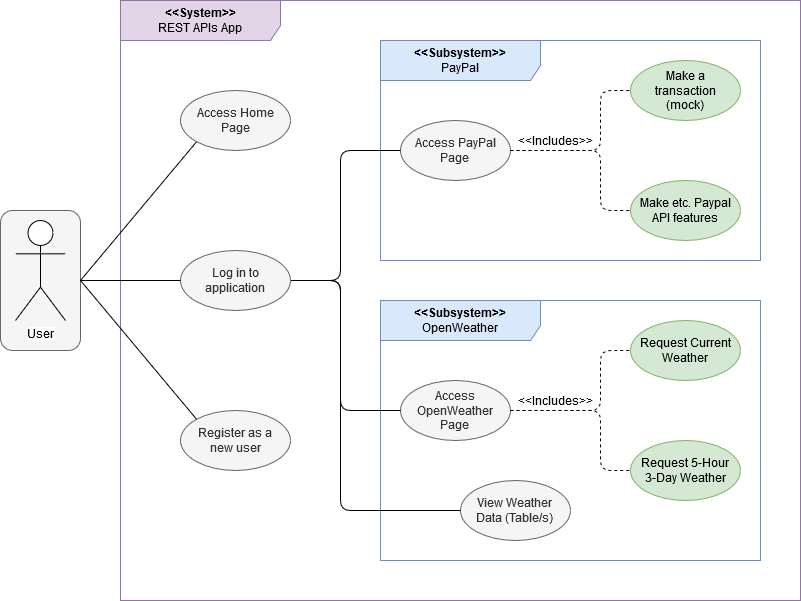 <<System>>
REST APIs App
<<Subsystem>>
PayPal
Make a
transaction
(mock)
Access Home
Page
Access PayPal
Page
<<Includes>>
Make etc. Paypal
API features
User
Log in to
application
<<Subsystem>>
OpenWeather
Request Current
Weather
Access
OpenWeather
Page
<<Includes>>
Register as a
new user
Request 5-Hour
3-Day Weather
View Weather
Data (Table/s)